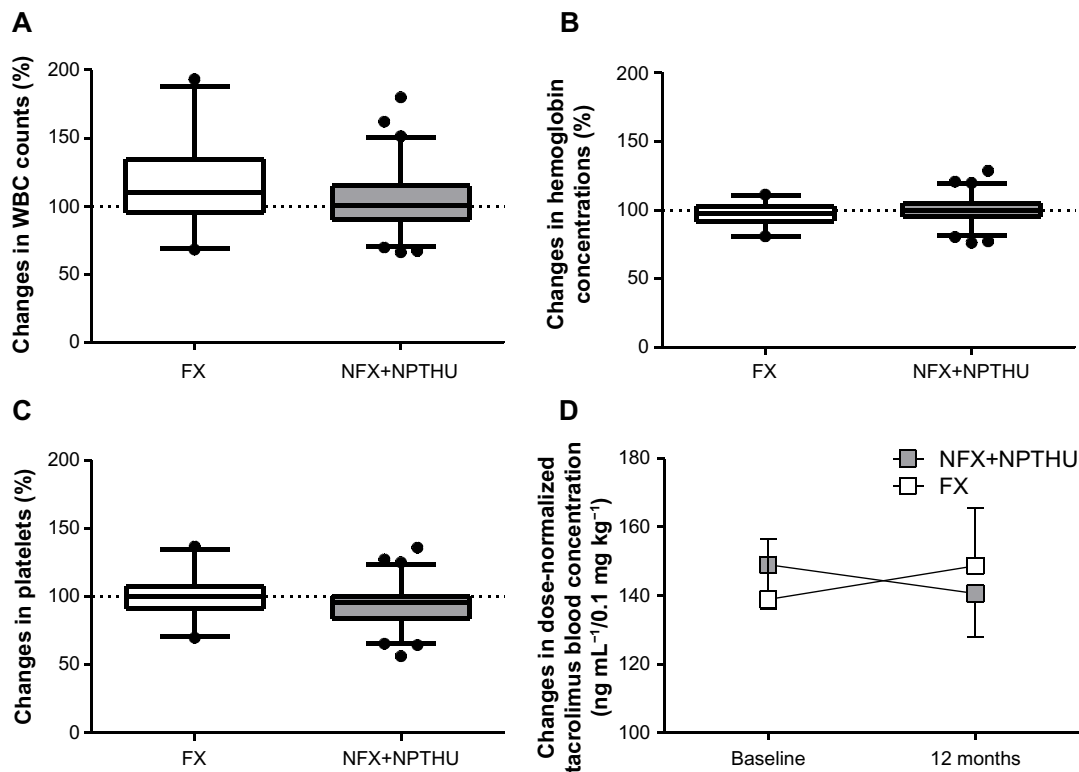 A
Changes in WBC counts (%)
200
150
100
50
0
FX
NFX+NPTHU
B
Changes in hemoglobin
concentrations (%)
200
150
100
50
0
FX
NFX+NPTHU
C
Changes in platelets (%)
200
150
100
50
0
FX
NFX+NPTHU
D
Changes in dose-normalized
tacrolimus blood concentration
(ng mL⁻¹/0.1 mg kg⁻¹)
180
160
140
120
100
NFX+NPTHU
FX
Baseline
12 months